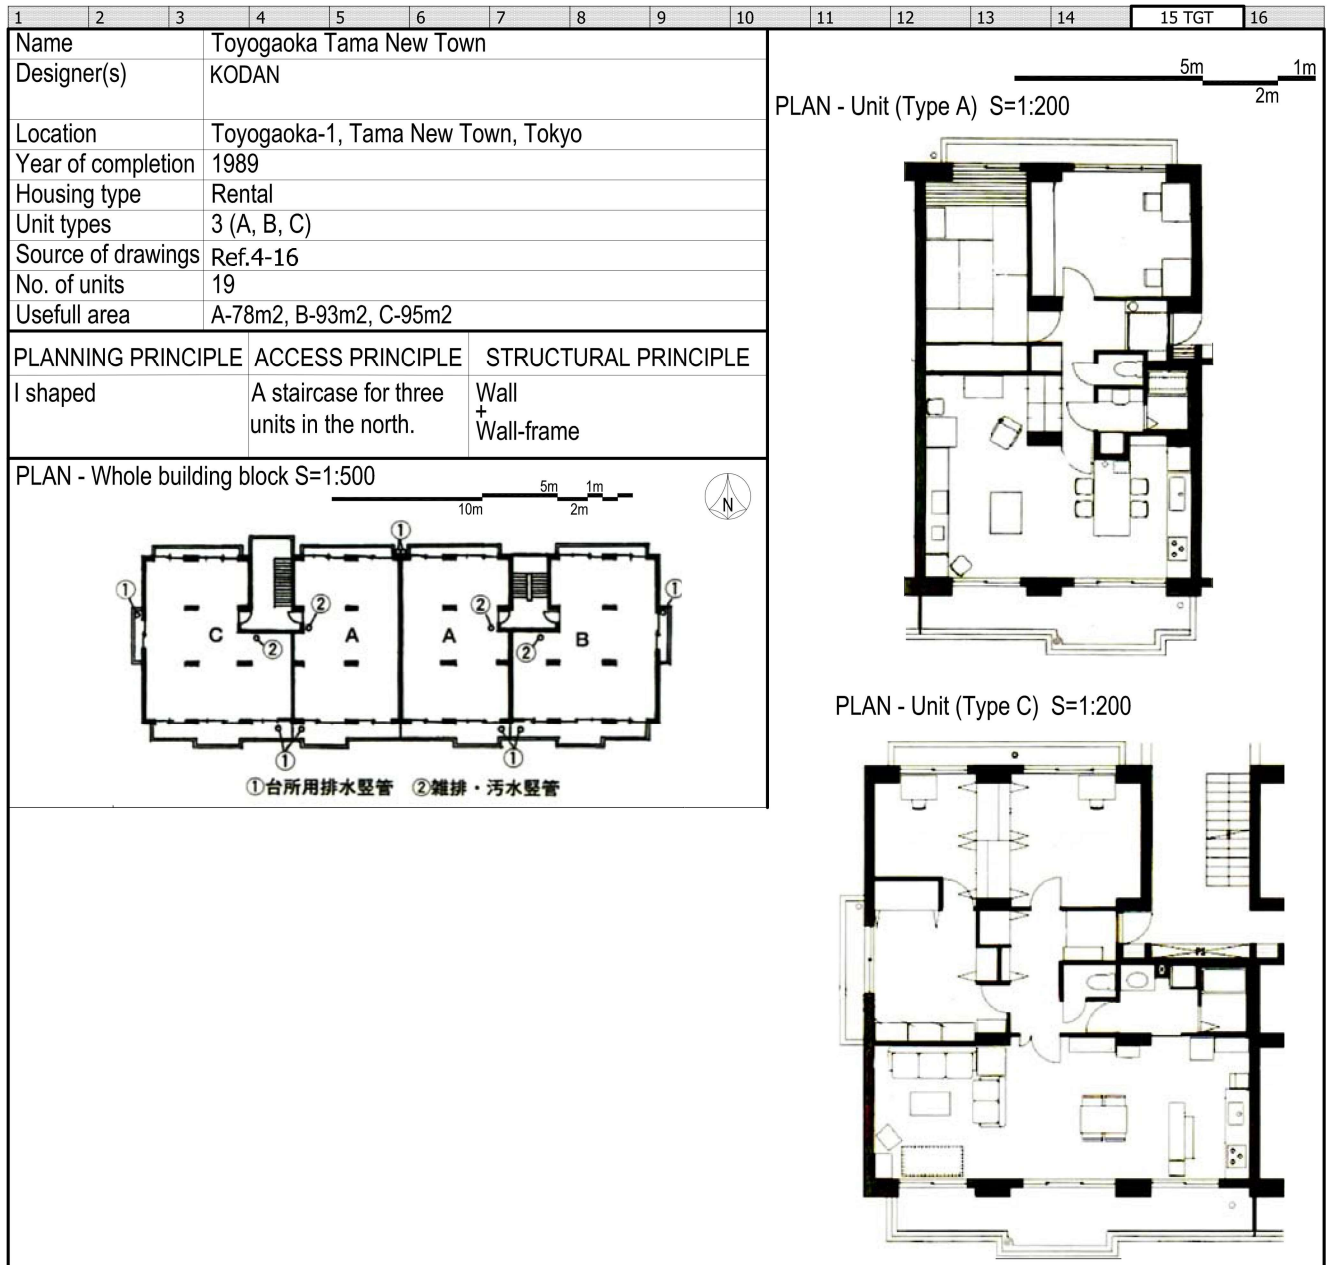 1 2 3 4 5 6 7 8 9 10 11 12 13 14 15 TGT 16
Name Toyogaoka Tama New Town
Designer(s) KODAN
Location Toyogaoka-1, Tama New Town, Tokyo
Year of completion 1989
Housing type Rental
Unit types 3 (A, B, C)
Source of drawings Ref.4-16
No. of units 19
Usefull area A-78m2, B-93m2, C-95m2
PLANNING PRINCIPLE ACCESS PRINCIPLE STRUCTURAL PRINCIPLE
I shaped A staircase for three Wall
+
units in the north. Wall-frame
PLAN - Whole building block S=1:500
5m 1m
10m 2m
N
①
① ①
② ②
C A A B
② ②
① ①
①台所用排水竪管 ②雑排・汚水竪管
5m 1m
2m
PLAN - Unit (Type A) S=1:200
PLAN - Unit (Type C) S=1:200
PS